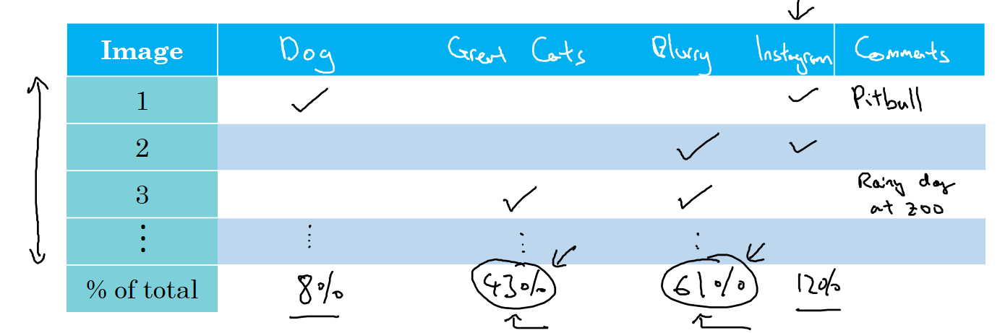 Image Dog Great Cats Blurry Instagram Comments
1 ✓ ✓ Pitbull
2 ✓ ✓
3 ✓ ✓ Rainy day
at zoo
⋮ ⋮ ⋮ ⋮
% of total 8% 43% 61% 12%